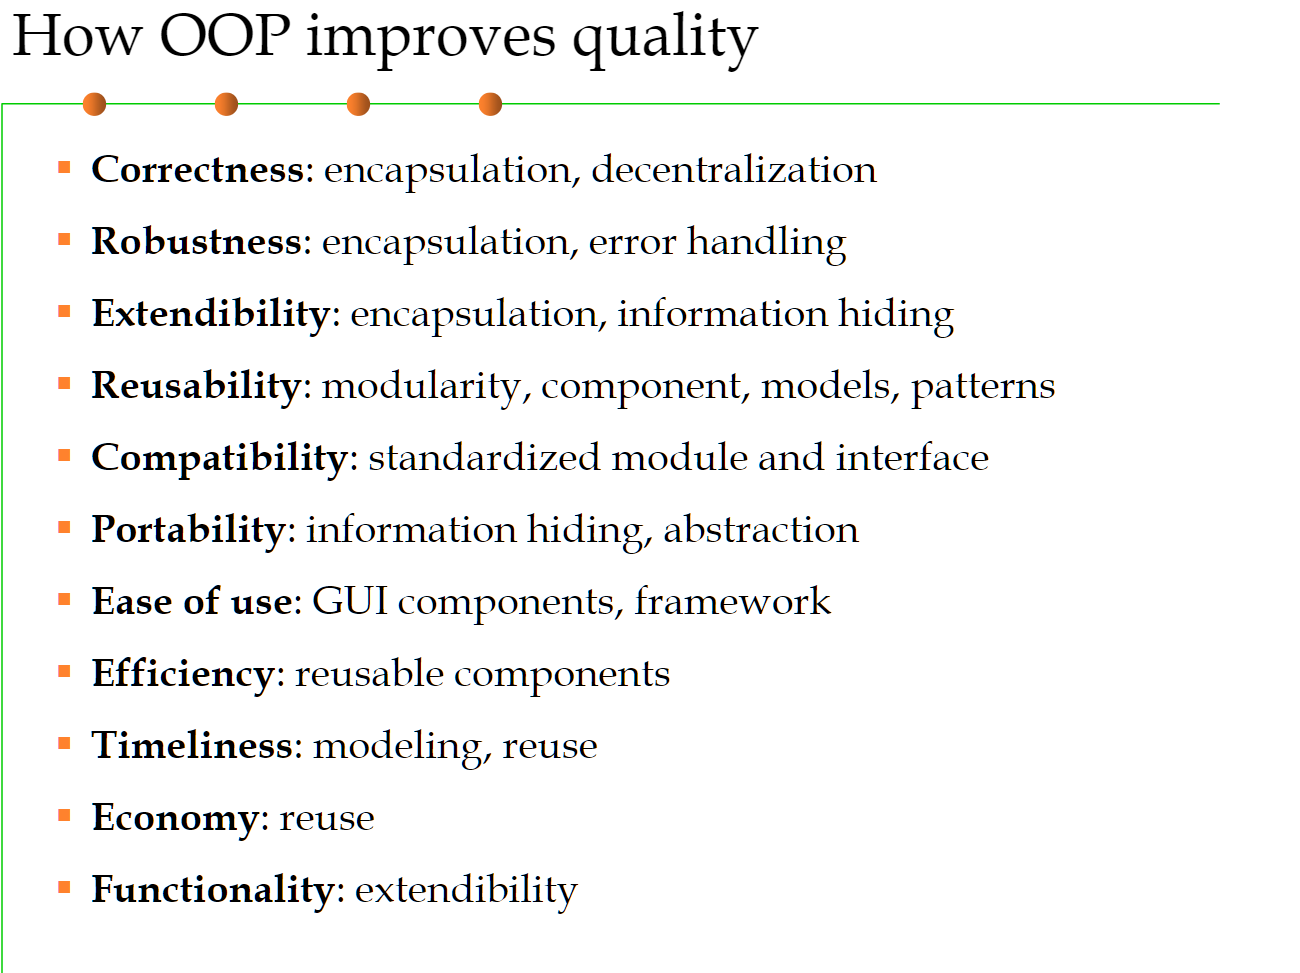 How OOP improves quality
Correctness: encapsulation, decentralization
Robustness: encapsulation, error handling
Extendibility: encapsulation, information hiding
Reusability: modularity, component, models, patterns
Compatibility: standardized module and interface
Portability: information hiding, abstraction
Ease of use: GUI components, framework
Efficiency: reusable components
Timeliness: modeling, reuse
Economy: reuse
Functionality: extendibility